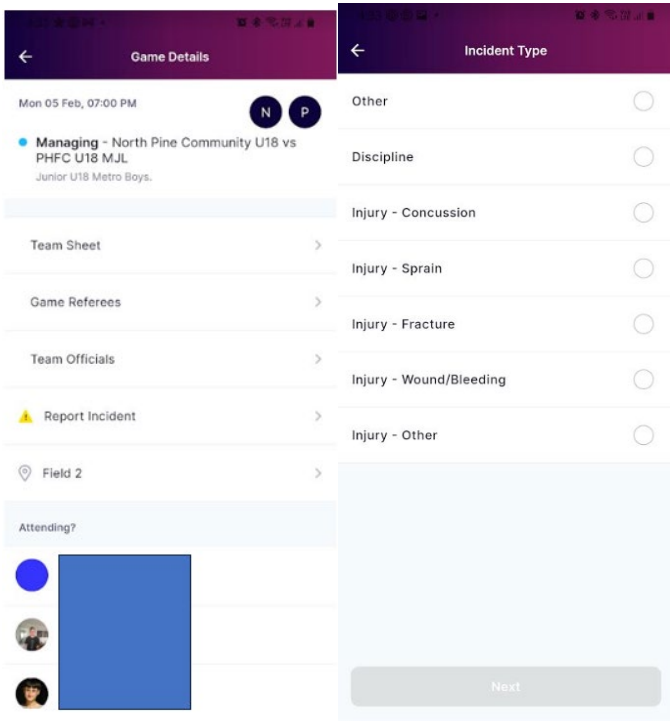 Game Details
Mon 05 Feb, 07:00 PM
N
P
Managing - North Pine Community U18 vs
PHFC U18 MJL
Junior U18 Metro Boys.
Team Sheet
Game Referees
Team Officials
Report Incident
Field 2
Attending?
Incident Type
Other
Discipline
Injury - Concussion
Injury - Sprain
Injury - Fracture
Injury - Wound/Bleeding
Injury - Other
Next